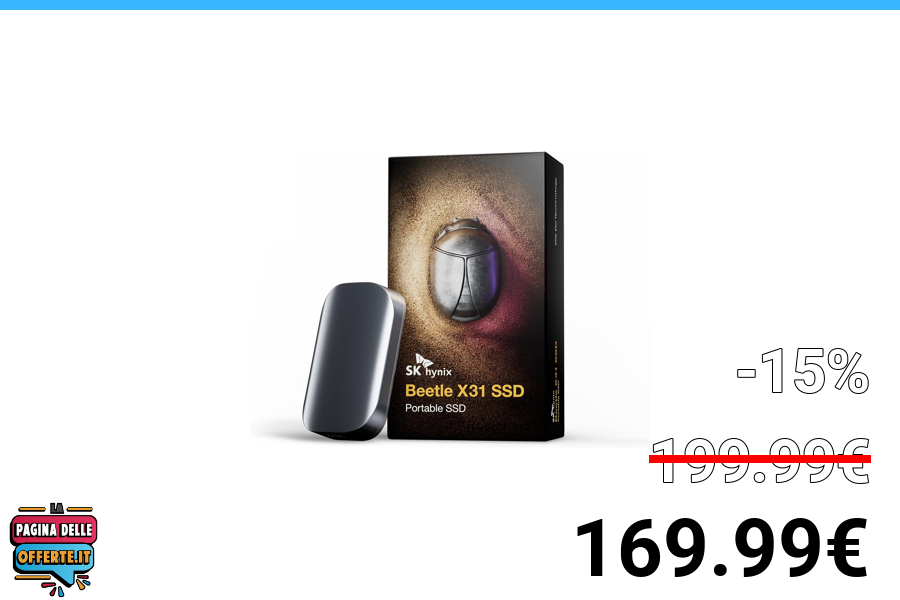 SK hynix
Beetle X31 SSD
Portable SSD
-15%
199.99€
169.99€
LA
PAGINA DELLE
OFFERTE.IT